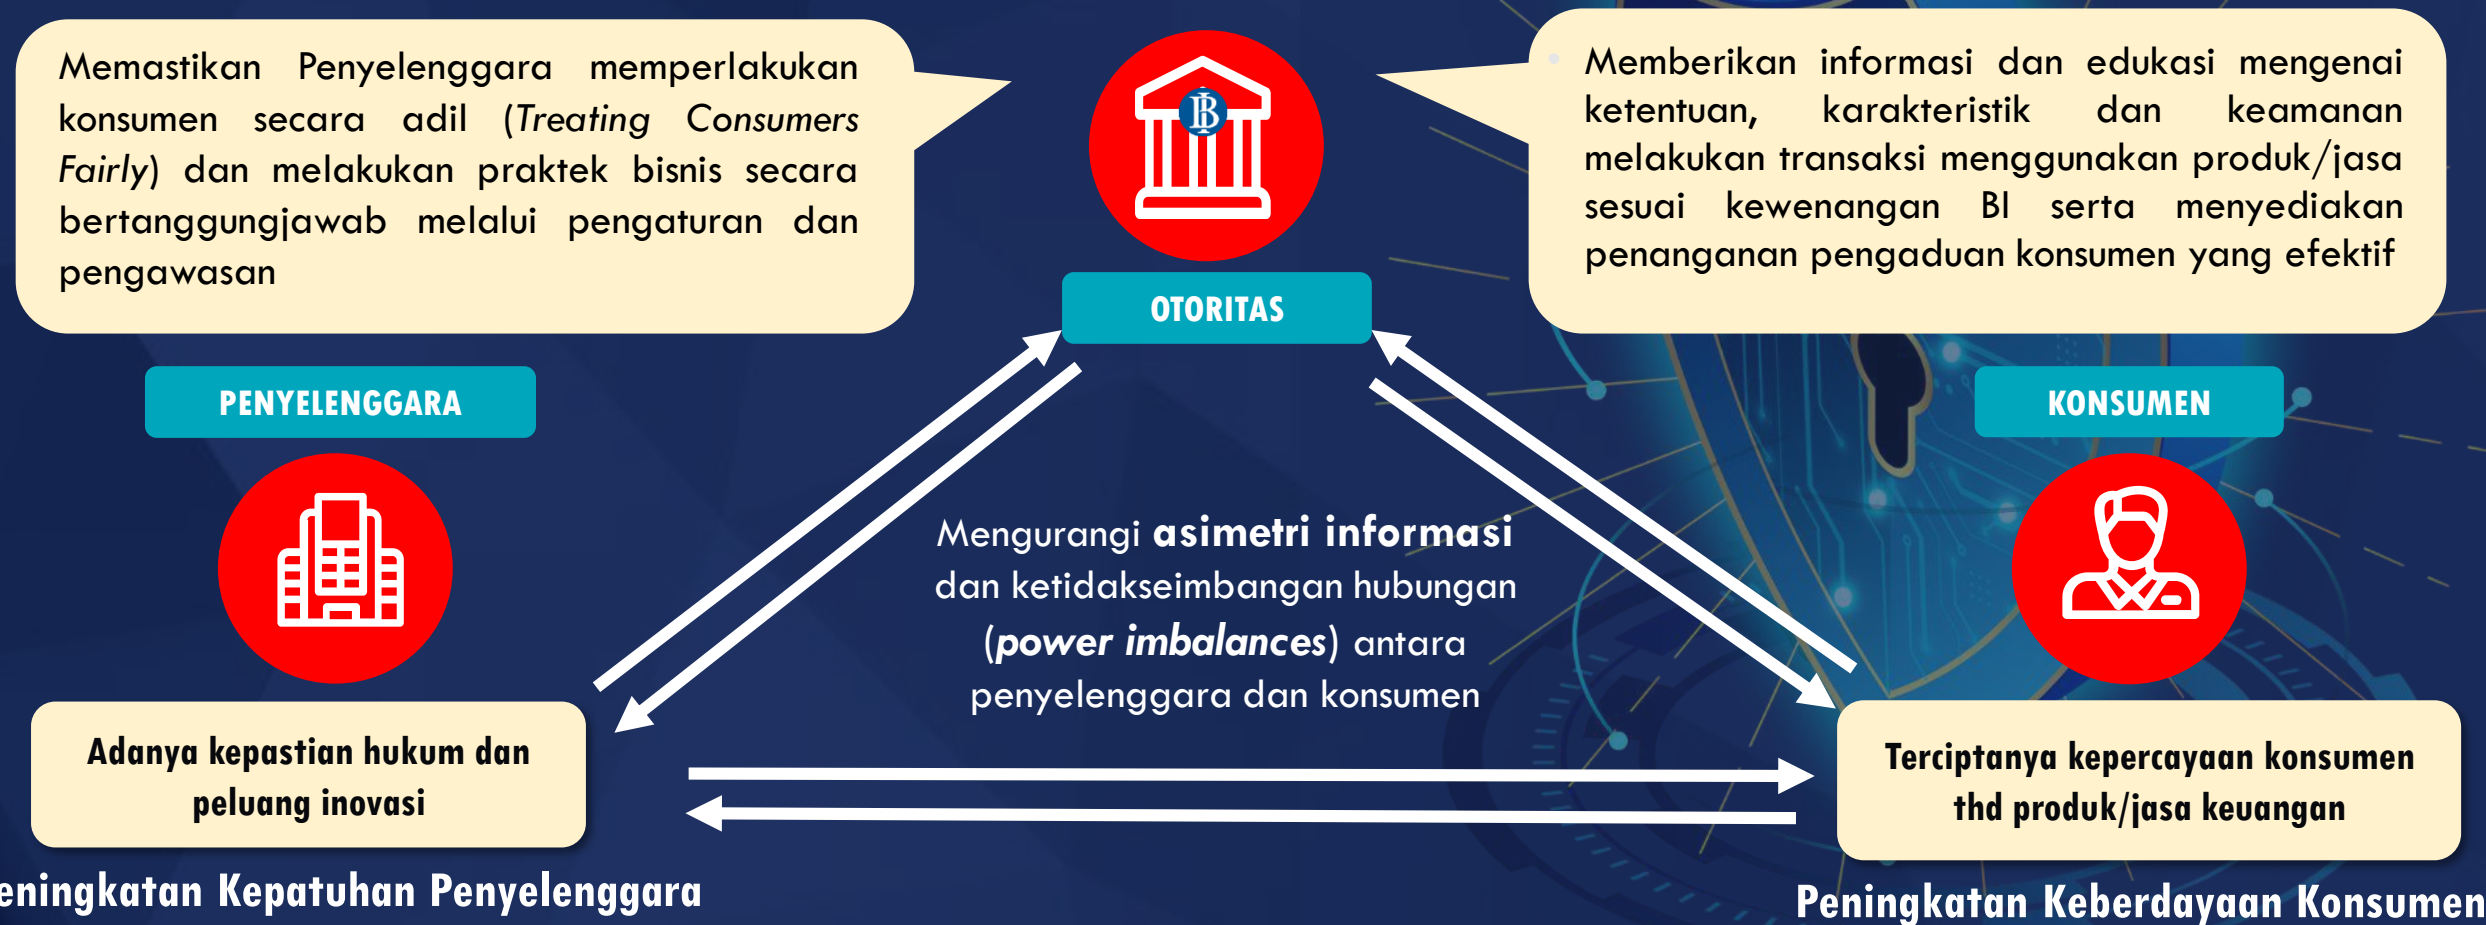 Memastikan Penyelenggara memperlakukan
konsumen secara adil (Treating Consumers
Fairly) dan melakukan praktek bisnis secara
bertanggungjawab melalui pengaturan dan
pengawasan
OTORITAS
Memberikan informasi dan edukasi mengenai
ketentuan, karakteristik dan keamanan
melakukan transaksi menggunakan produk/jasa
sesuai kewenangan BI serta menyediakan
penanganan pengaduan konsumen yang efektif
PENYELENGGARA
KONSUMEN
Mengurangi asimetri informasi
dan ketidakseimbangan hubungan
(power imbalances) antara
penyelenggara dan konsumen
Adanya kepastian hukum dan
peluang inovasi
Terciptanya kepercayaan konsumen
thd produk/jasa keuangan
eningkatan Kepatuhan Penyelenggara
Peningkatan Keberdayaan Konsumen